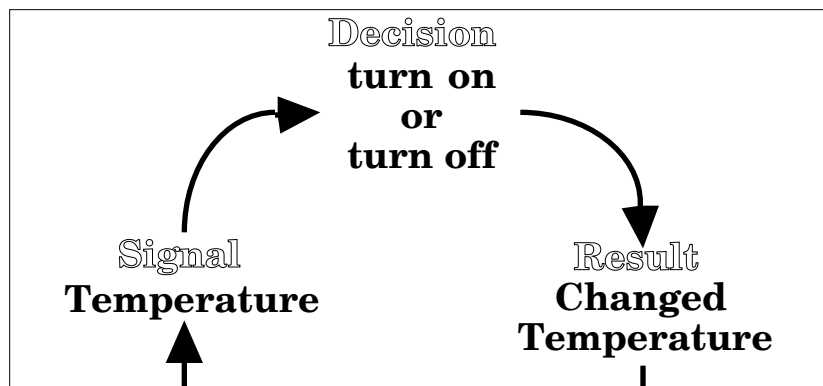 Decision
turn on
or
turn off
Signal
Temperature
Result
Changed
Temperature